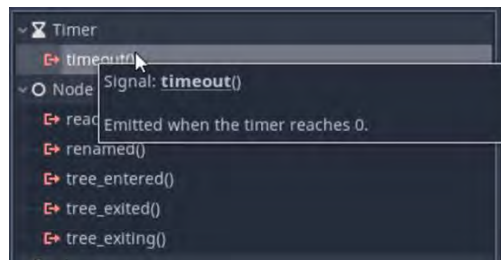 Timer
timeout()
Signal: timeout()
Node
Emitted when the timer reaches 0.
renamed()
tree_entered()
tree_exited()
tree_exiting()